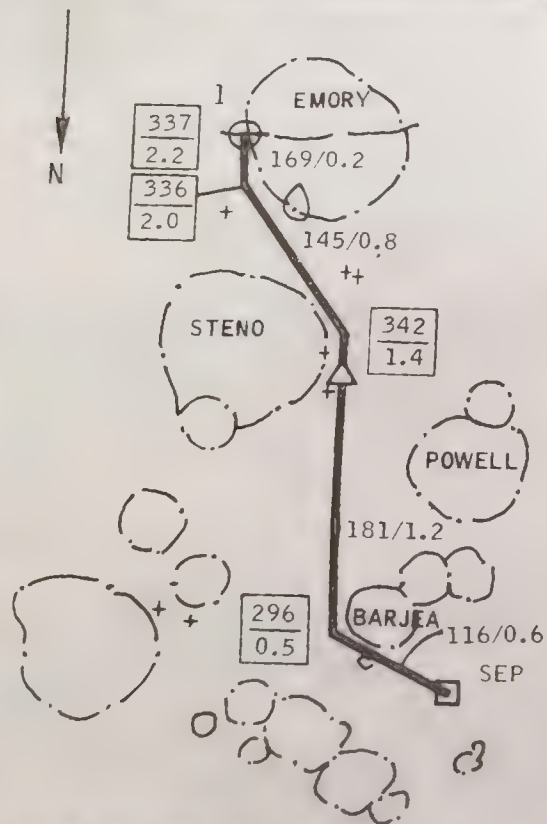 1
EMORY
337
2.2
169/0.2
N
336
2.0
145/0.8
STENO
342
1.4
POWELL
181/1.2
296
0.5
BARJEA
116/0.6
SEP